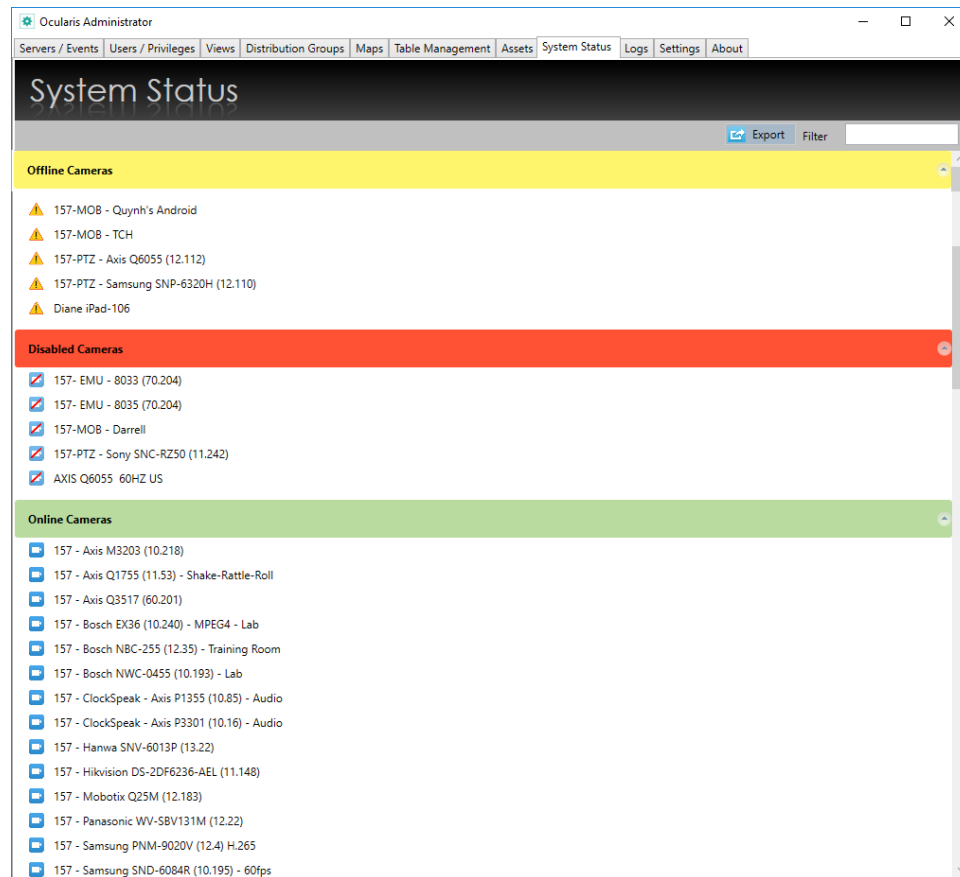 Ocularis Administrator
Servers / Events Users / Privileges Views Distribution Groups Maps Table Management Assets System Status Logs Settings About
System Status
Export Filter
Offline Cameras
157-MOB - Quynh's Android
157-MOB - TCH
157-PTZ - Axis Q6055 (12.112)
157-PTZ - Samsung SNP-6320H (12.110)
Diane iPad-106
Disabled Cameras
157- EMU - 8033 (70.204)
157- EMU - 8035 (70.204)
157-MOB - Darrell
157-PTZ - Sony SNC-RZ50 (11.242)
AXIS Q6055  60HZ US
Online Cameras
157 - Axis M3203 (10.218)
157 - Axis Q1755 (11.53) - Shake-Rattle-Roll
157 - Axis Q3517 (60.201)
157 - Bosch EX36 (10.240) - MPEG4 - Lab
157 - Bosch NBC-255 (12.35) - Training Room
157 - Bosch NWC-0455 (10.193) - Lab
157 - ClockSpeak - Axis P1355 (10.85) - Audio
157 - ClockSpeak - Axis P3301 (10.16) - Audio
157 - Hanwa SNV-6013P (13.22)
157 - Hikvision DS-2DF6236-AEL (11.148)
157 - Mobotix Q25M (12.183)
157 - Panasonic WV-SBV131M (12.22)
157 - Samsung PNM-9020V (12.4) H.265
157 - Samsung SND-6084R (10.195) - 60fps